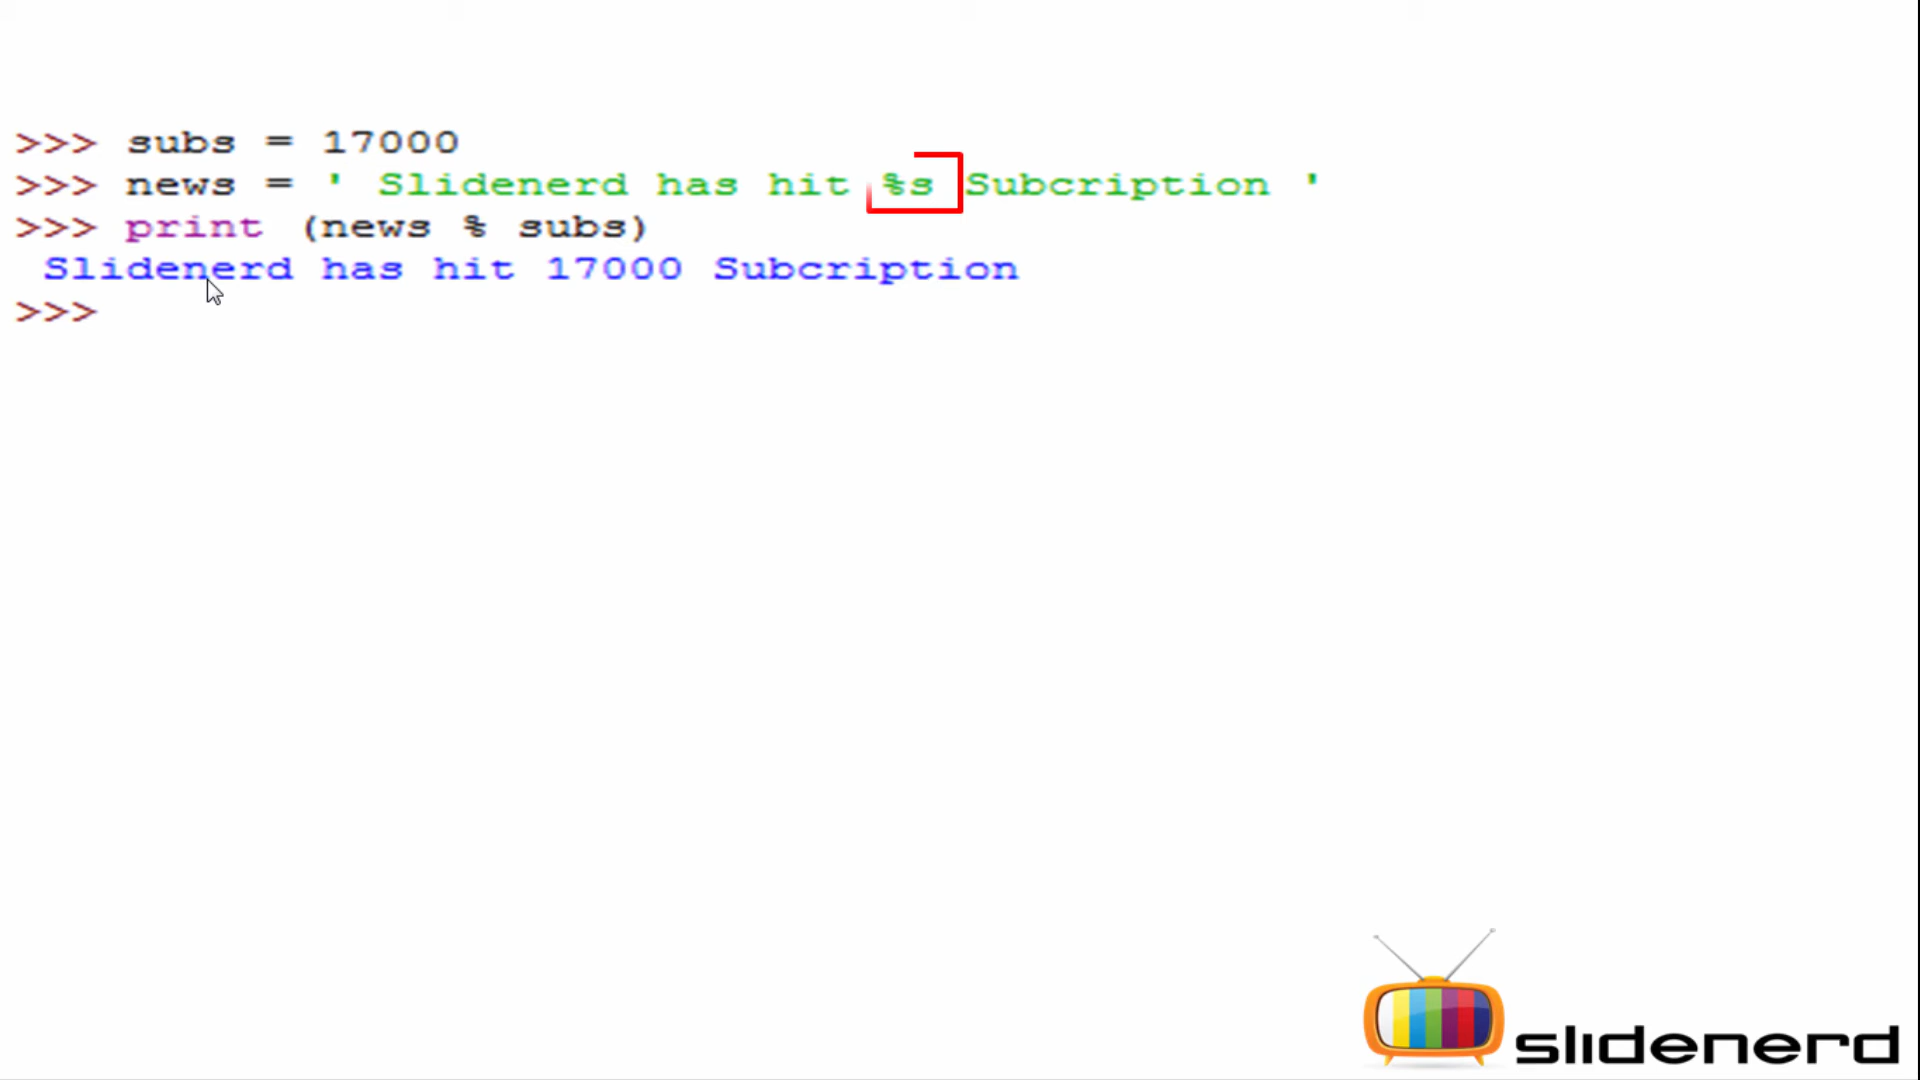 >>> subs = 17000
>>> news = ' Slidenerd has hit %s Subcription '
>>> print (news % subs)
Slidenerd has hit 17000 Subcription
>>>
slidenerd